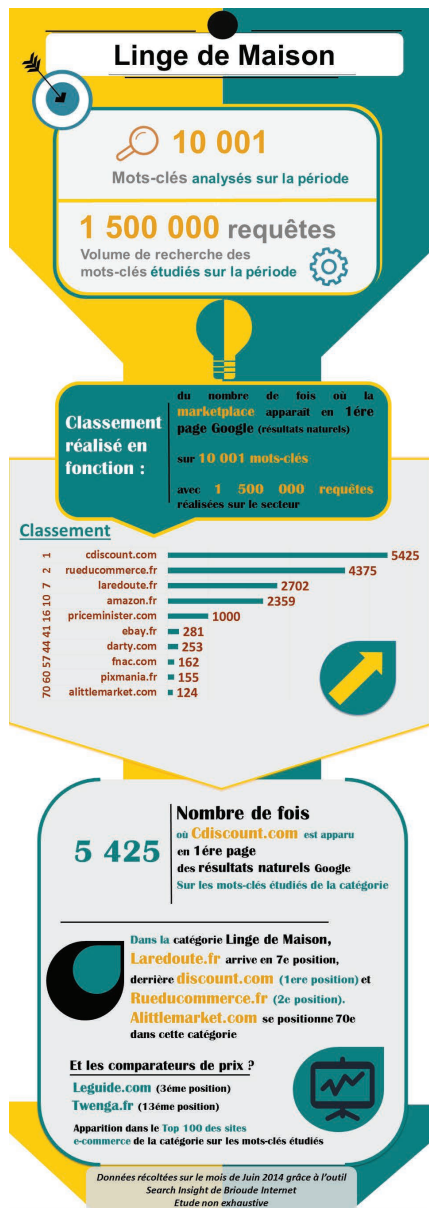 Linge de Maison
10 001
Mots-clés analysés sur la période
1 500 000 requêtes
Volume de recherche des
mots-clés étudiés sur la période
Classement
réalisé en
fonction :
du nombre de fois où la
marketplace apparaît en 1ére
page Google (résultats naturels)
sur 10 001 mots-clés
avec 1 500 000 requêtes
réalisées sur le secteur
Classement
1 cdiscount.com 5425
2 rueducommerce.fr 4375
7 laredoute.fr 2702
10 amazon.fr 2359
16 priceminister.com 1000
41 ebay.fr 281
44 darty.com 253
57 fnac.com 162
60 pixmania.fr 155
70 alittlemarket.com 124
5 425
Nombre de fois
où Cdiscount.com est apparu
en 1ére page
des résultats naturels Google
Sur les mots-clés étudiés de la catégorie
Dans la catégorie Linge de Maison,
Laredoute.fr arrive en 7e position,
derrière discount.com (1ere position) et
Rueducommerce.fr (2e position).
Alittlemarket.com se positionne 70e
dans cette catégorie
Et les comparateurs de prix ?
Leguide.com (3éme position)
Twenga.fr (13éme position)
Apparition dans le Top 100 des sites
e-commerce de la catégorie sur les mots-clés étudiés
Données récoltées sur le mois de Juin 2014 grâce à l'outil
Search Insight de Brioude Internet
Etude non exhaustive